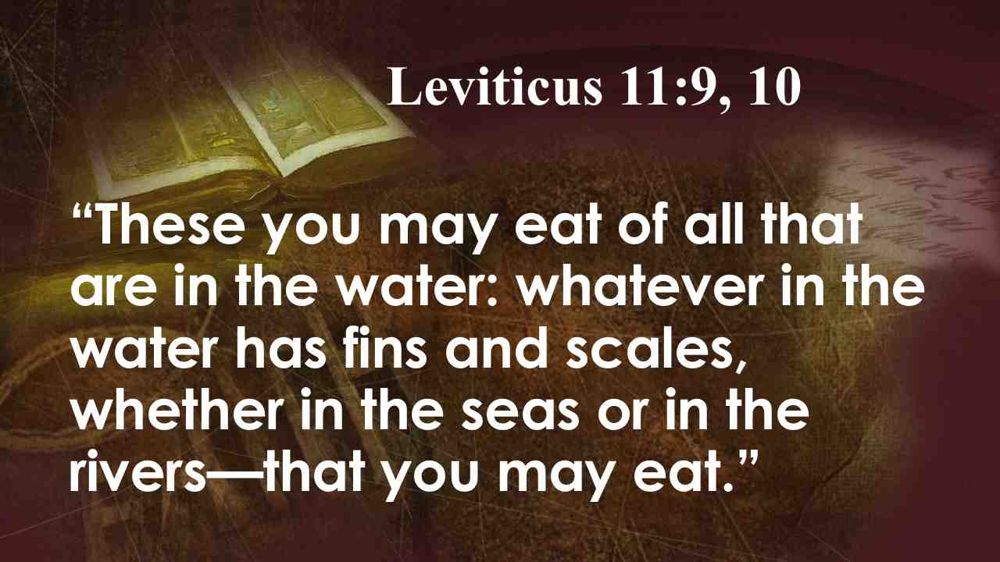 Leviticus 11:9, 10
“These you may eat of all that
are in the water: whatever in the
water has fins and scales,
whether in the seas or in the
rivers—that you may eat.”